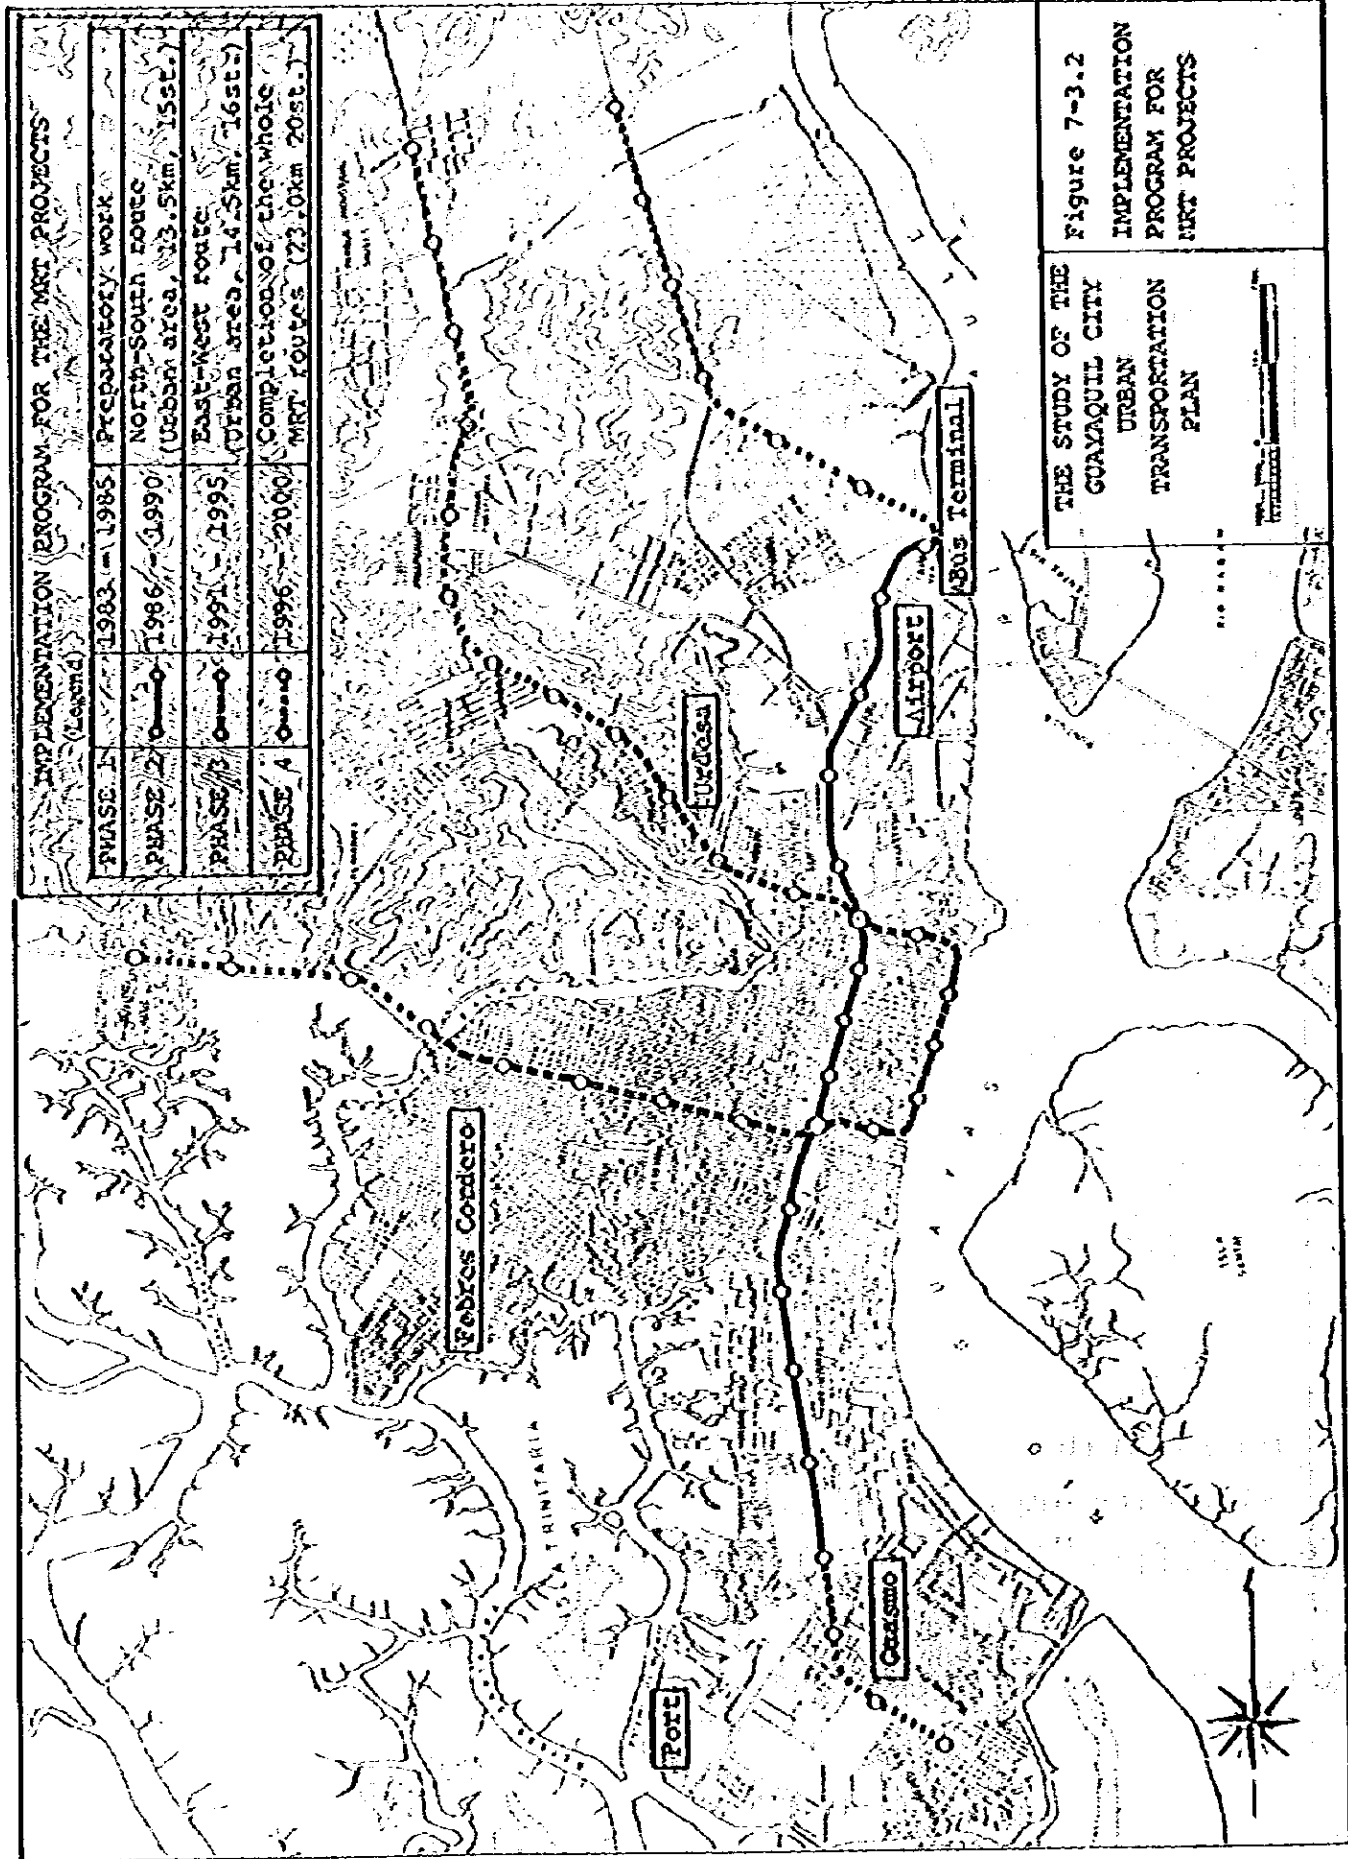 IMPLEMENTATION PROGRAM FOR THE MRT PROJECTS
(Legend)
PHASE 1 1983 - 1985 Preparatory work
PHASE 2 1986 - 1990 North-South route
(Urban area, 13.5km, 15st.)
PHASE 3 1991 - 1995 East-West route
(Urban area, 14.5km, 16st.)
PHASE 4 1996 - 2000 Completion of the whole
MRT routes (23.0km 20st.)
Febres Cordero
Urdesa
Airport
Bus Terminal
Port
Guasmo
TRINITARIA
GUAYAS
THE STUDY OF THE
GUAYAQUIL CITY
URBAN
TRANSPORTATION
PLAN
Figure 7-3.2
IMPLEMENTATION
PROGRAM FOR
MRT PROJECTS